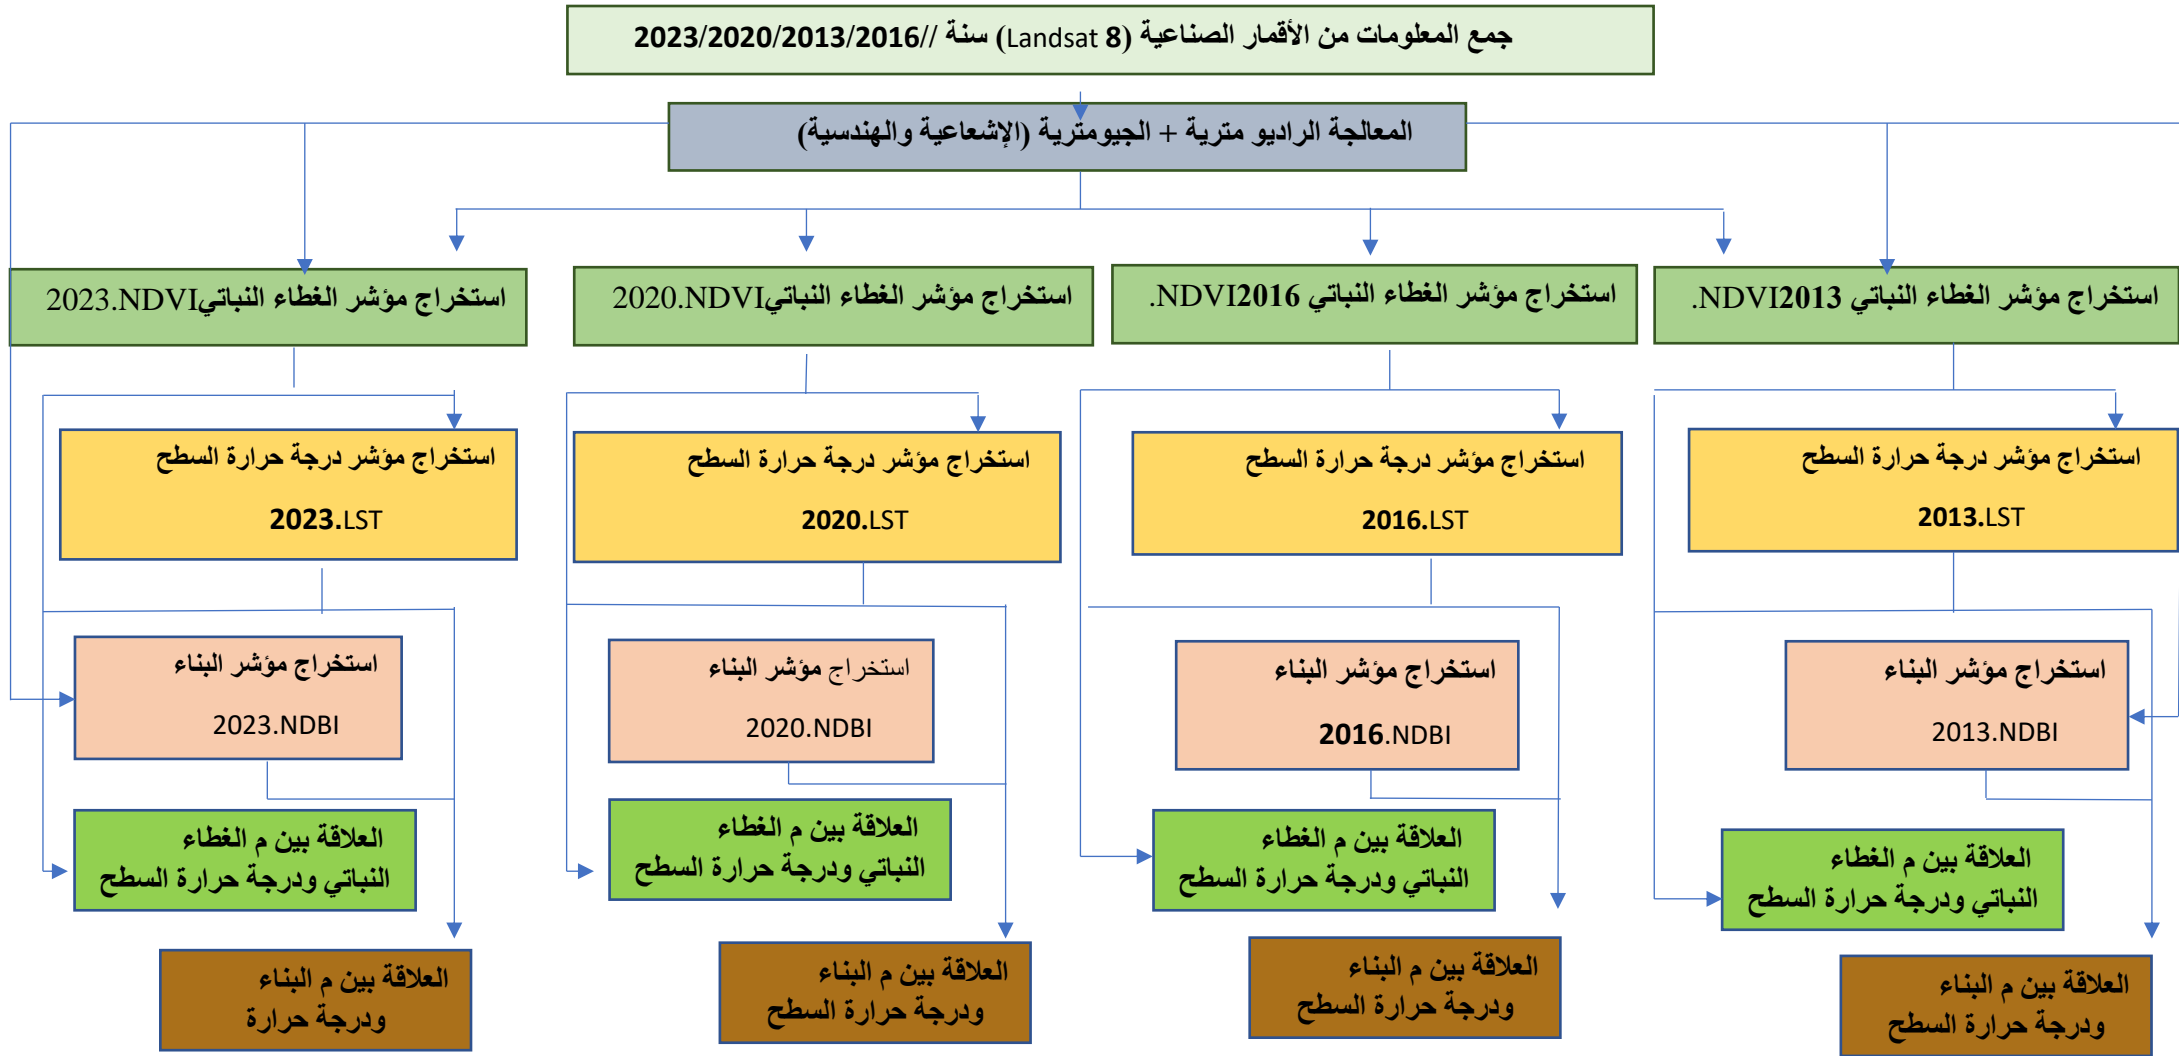 جمع المعلومات من الأقمار الصناعية (Landsat 8) سنة //2023/2020/2013/2016
المعالجة الراديو مترية + الجيومترية (الإشعاعية والهندسية)
استخراج مؤشر الغطاء النباتي NDVI2013.
استخراج مؤشر الغطاء النباتي NDVI2016.
استخراج مؤشر الغطاء النباتيNDVI.2020
استخراج مؤشر الغطاء النباتيNDVI.2023
استخراج مؤشر درجة حرارة السطح
2013.LST
استخراج مؤشر درجة حرارة السطح
2016.LST
استخراج مؤشر درجة حرارة السطح
2020.LST
استخراج مؤشر درجة حرارة السطح
2023.LST
استخراج مؤشر البناء
2013.NDBI
استخراج مؤشر البناء
2016.NDBI
استخراج مؤشر البناء
2020.NDBI
استخراج مؤشر البناء
2023.NDBI
العلاقة بين م الغطاء
النباتي ودرجة حرارة السطح
العلاقة بين م الغطاء
النباتي ودرجة حرارة السطح
العلاقة بين م الغطاء
النباتي ودرجة حرارة السطح
العلاقة بين م الغطاء
النباتي ودرجة حرارة السطح
العلاقة بين م البناء
ودرجة حرارة السطح
العلاقة بين م البناء
ودرجة حرارة السطح
العلاقة بين م البناء
ودرجة حرارة السطح
العلاقة بين م البناء
ودرجة حرارة